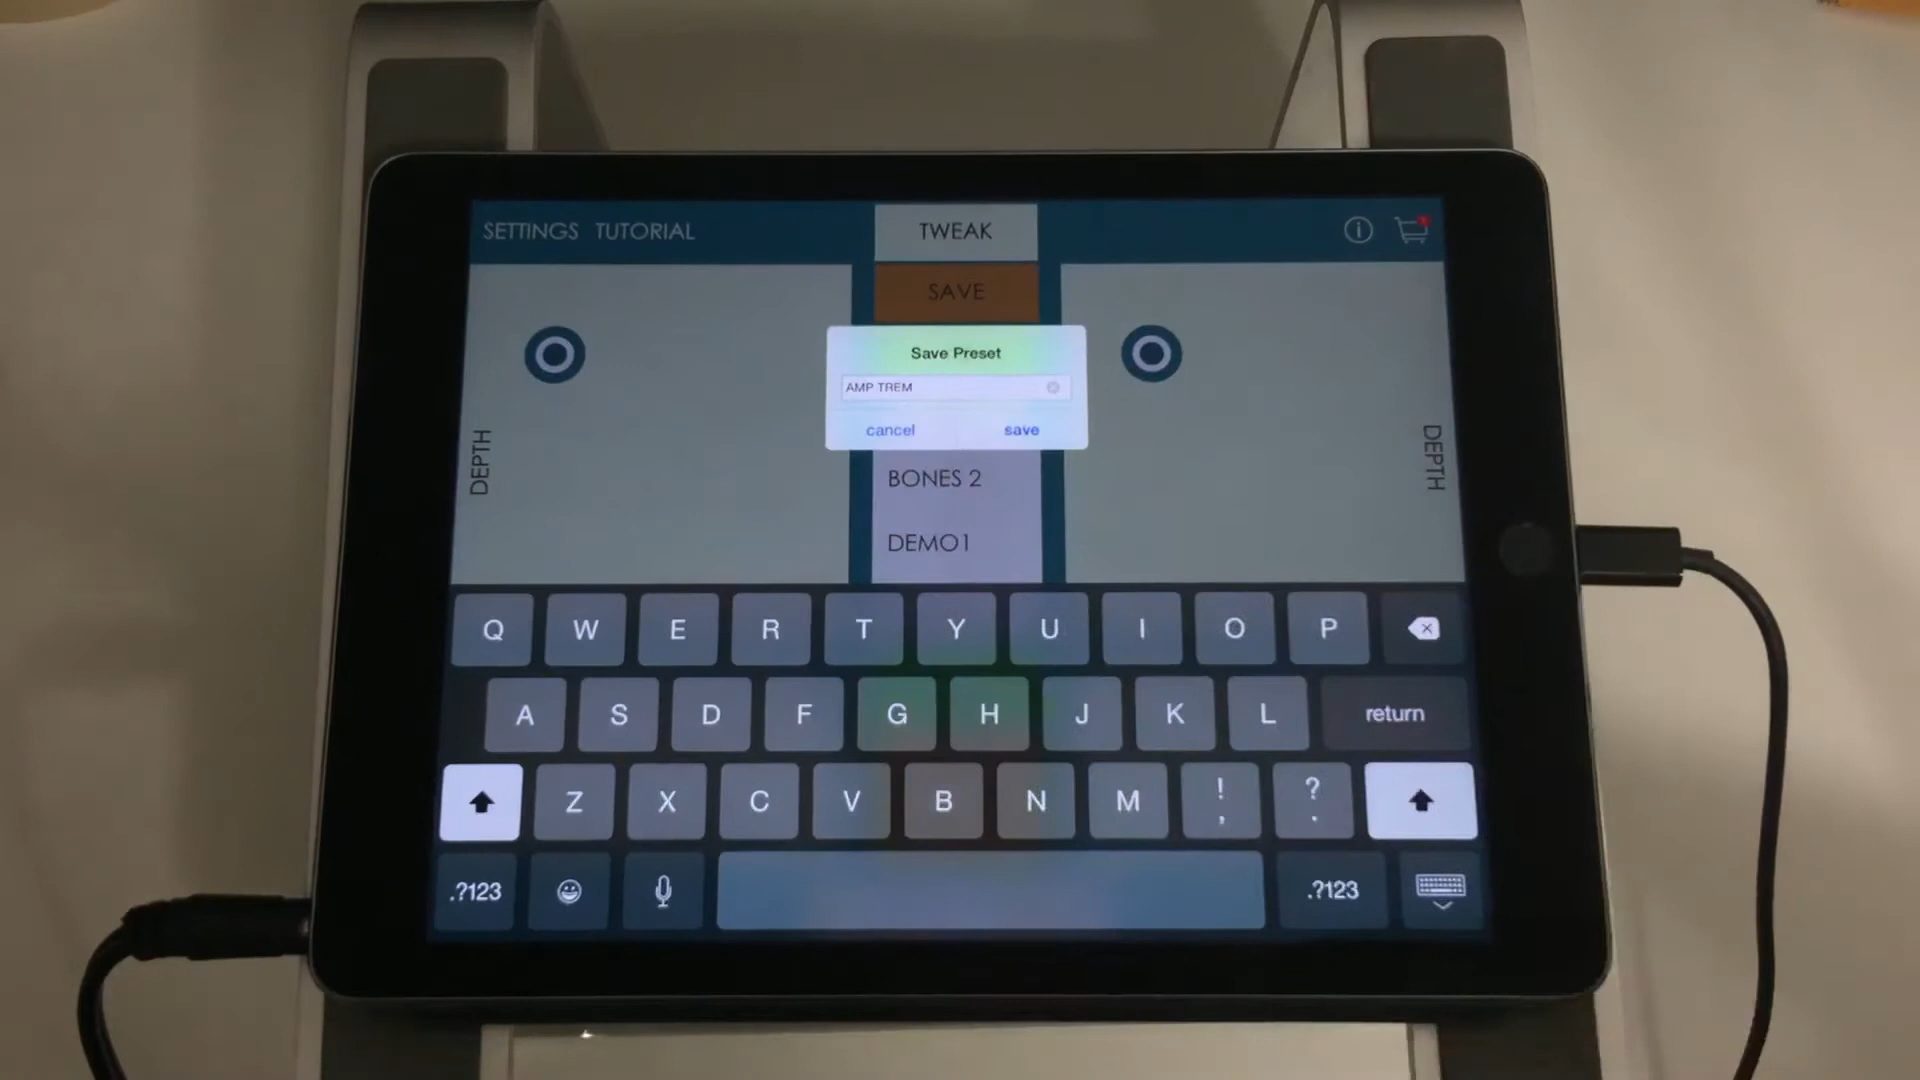 SETTINGS TUTORIAL TWEAK
SAVE
Save Preset
AMP TREM
cancel save
DEPTH
DEPTH
BONES 2
DEMO1
Q W E R T Y U I O P
A S D F G H J K L return
Z X C V B N M ! , ? .
.?123 .?123